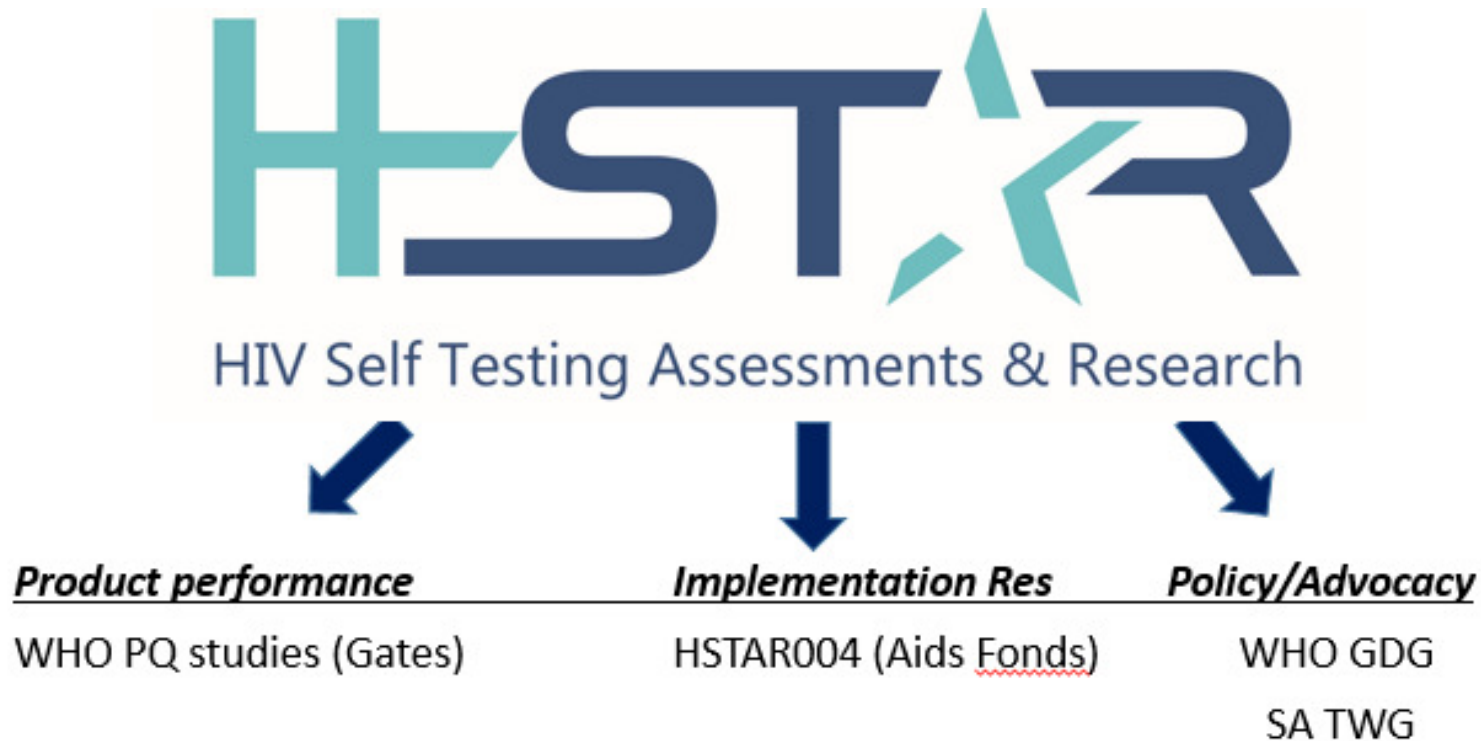 HSTAR
HIV Self Testing Assessments & Research
Product performance Implementation Res Policy/Advocacy
WHO PQ studies (Gates) HSTAR004 (Aids Fonds) WHO GDG
SA TWG